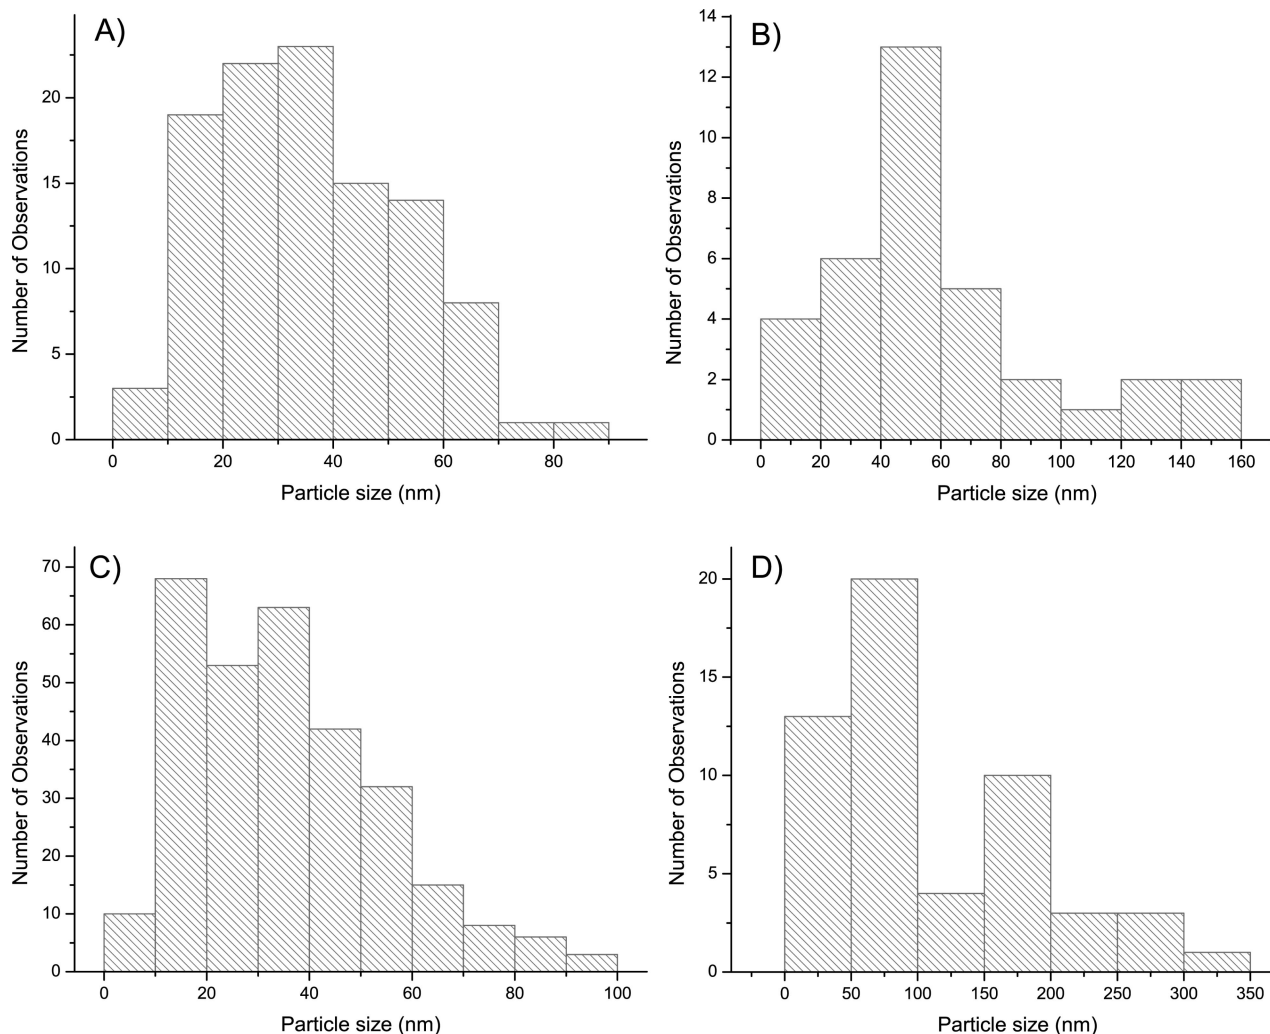 A)
Number of Observations
20
15
10
5
0
0 20 40 60 80
Particle size (nm)
B)
Number of Observations
14
12
10
8
6
4
2
0
0 20 40 60 80 100 120 140 160
Particle size (nm)
C)
Number of Observations
70
60
50
40
30
20
10
0
0 20 40 60 80 100
Particle size (nm)
D)
Number of Observations
20
15
10
5
0
0 50 100 150 200 250 300 350
Particle size (nm)